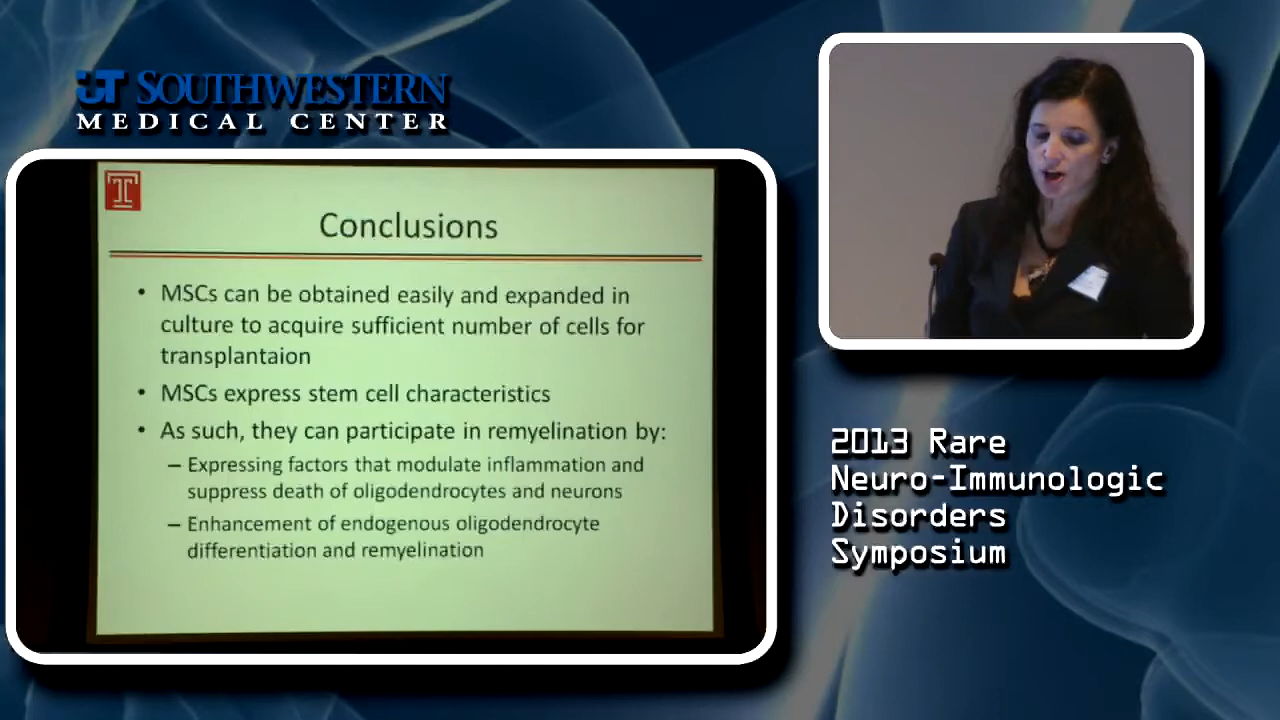 UT SOUTHWESTERN
MEDICAL CENTER
T
Conclusions
• MSCs can be obtained easily and expanded in
culture to acquire sufficient number of cells for
transplantaion
• MSCs express stem cell characteristics
• As such, they can participate in remyelination by:
– Expressing factors that modulate inflammation and
suppress death of oligodendrocytes and neurons
– Enhancement of endogenous oligodendrocyte
differentiation and remyelination
2013 Rare
Neuro-Immunologic
Disorders
Symposium